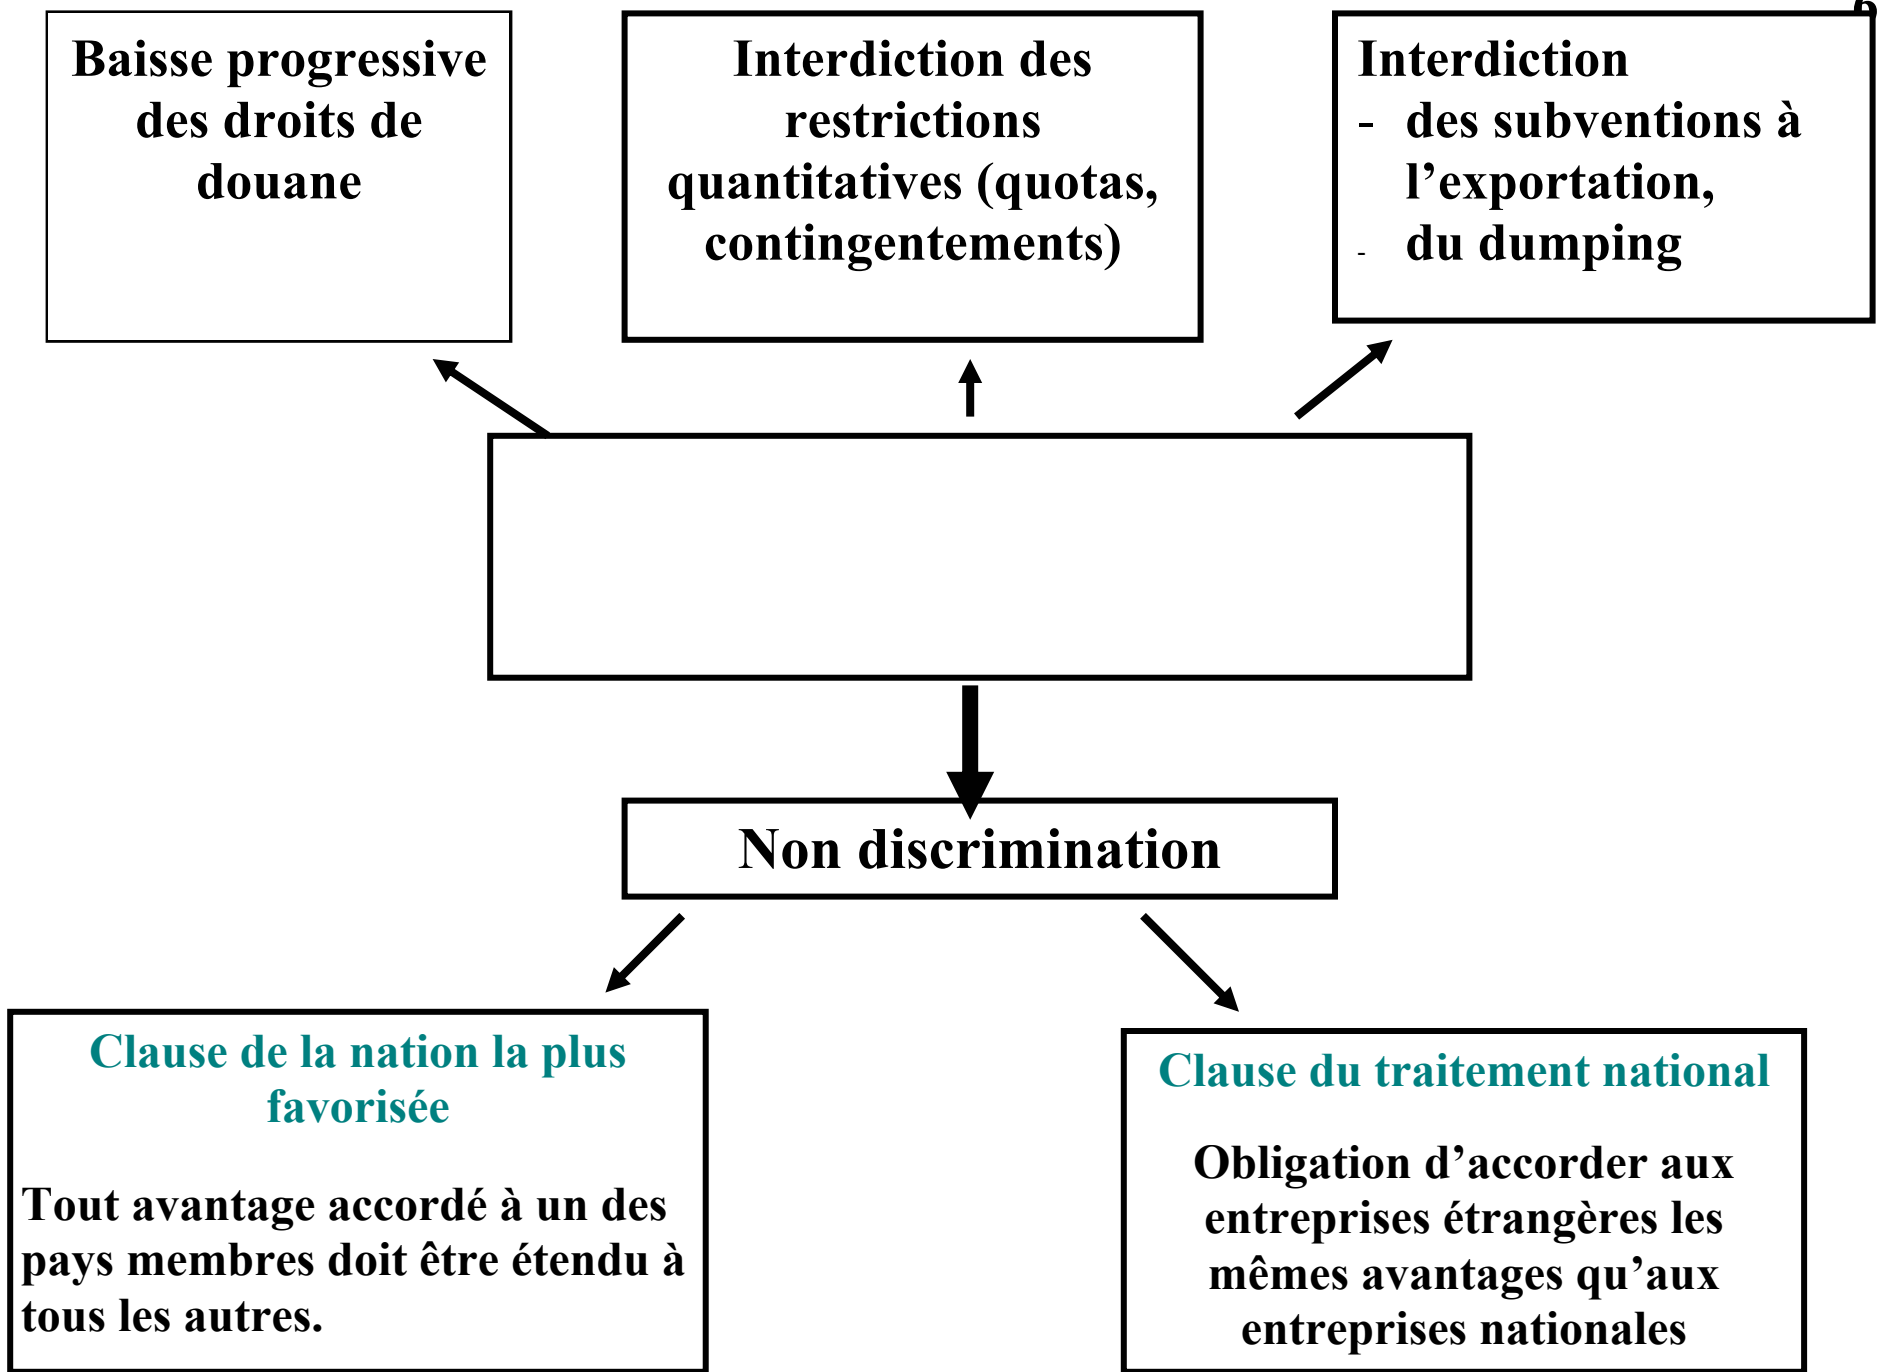 6
Baisse progressive
des droits de
douane
Interdiction des
restrictions
quantitatives (quotas,
contingentements)
Interdiction
- des subventions à
l’exportation,
- du dumping
Non discrimination
Clause de la nation la plus
favorisée
Tout avantage accordé à un des
pays membres doit être étendu à
tous les autres.
Clause du traitement national
Obligation d’accorder aux
entreprises étrangères les
mêmes avantages qu’aux
entreprises nationales